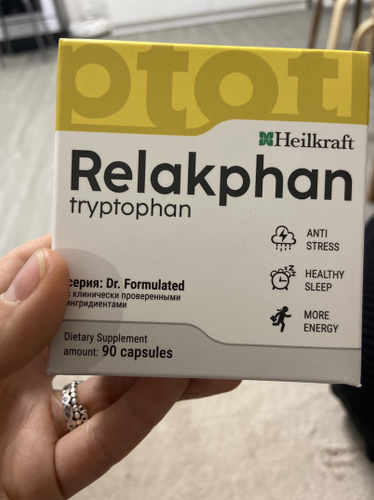 ptot
Heilkraft
Relakphan
tryptophan
ANTI
STRESS
HEALTHY
SLEEP
MORE
ENERGY
серия: Dr. Formulated
с клинически проверенными
ингридиентами
Dietary Supplement
amount: 90 capsules